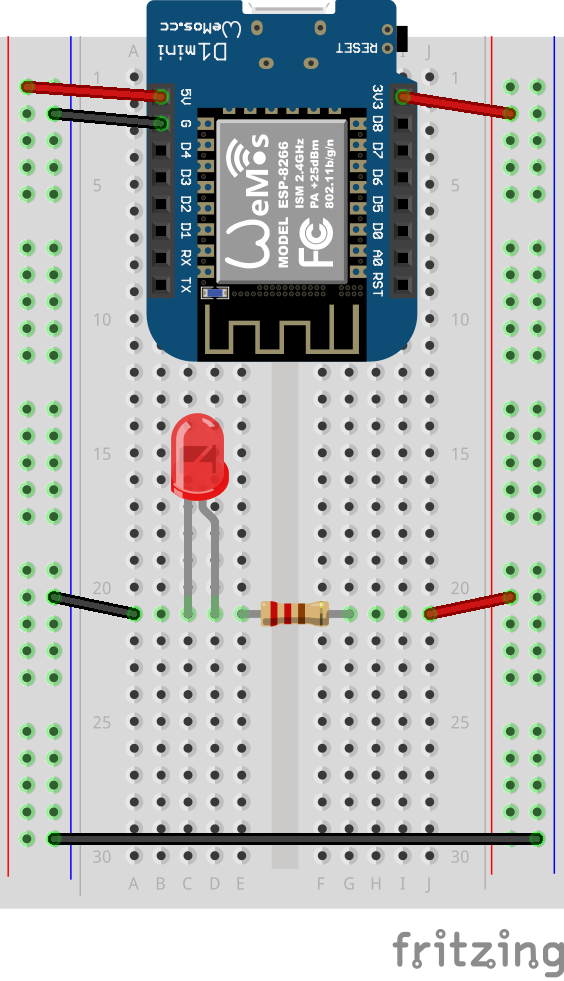 WeMos.cc
D1 mini
RESET
A I J
1 1
5V 3V3
G D8
D4 D7
D3 D6
D2 D5
D1 D0
RX A0
TX RST
WeMos
MODEL ESP-8266
ISM 2.4GHz
PA +25dBm
802.11b/g/n
FC
5 5
10 10
15 15
20 20
25 25
30 30
A B C D E F G H I J
fritzing